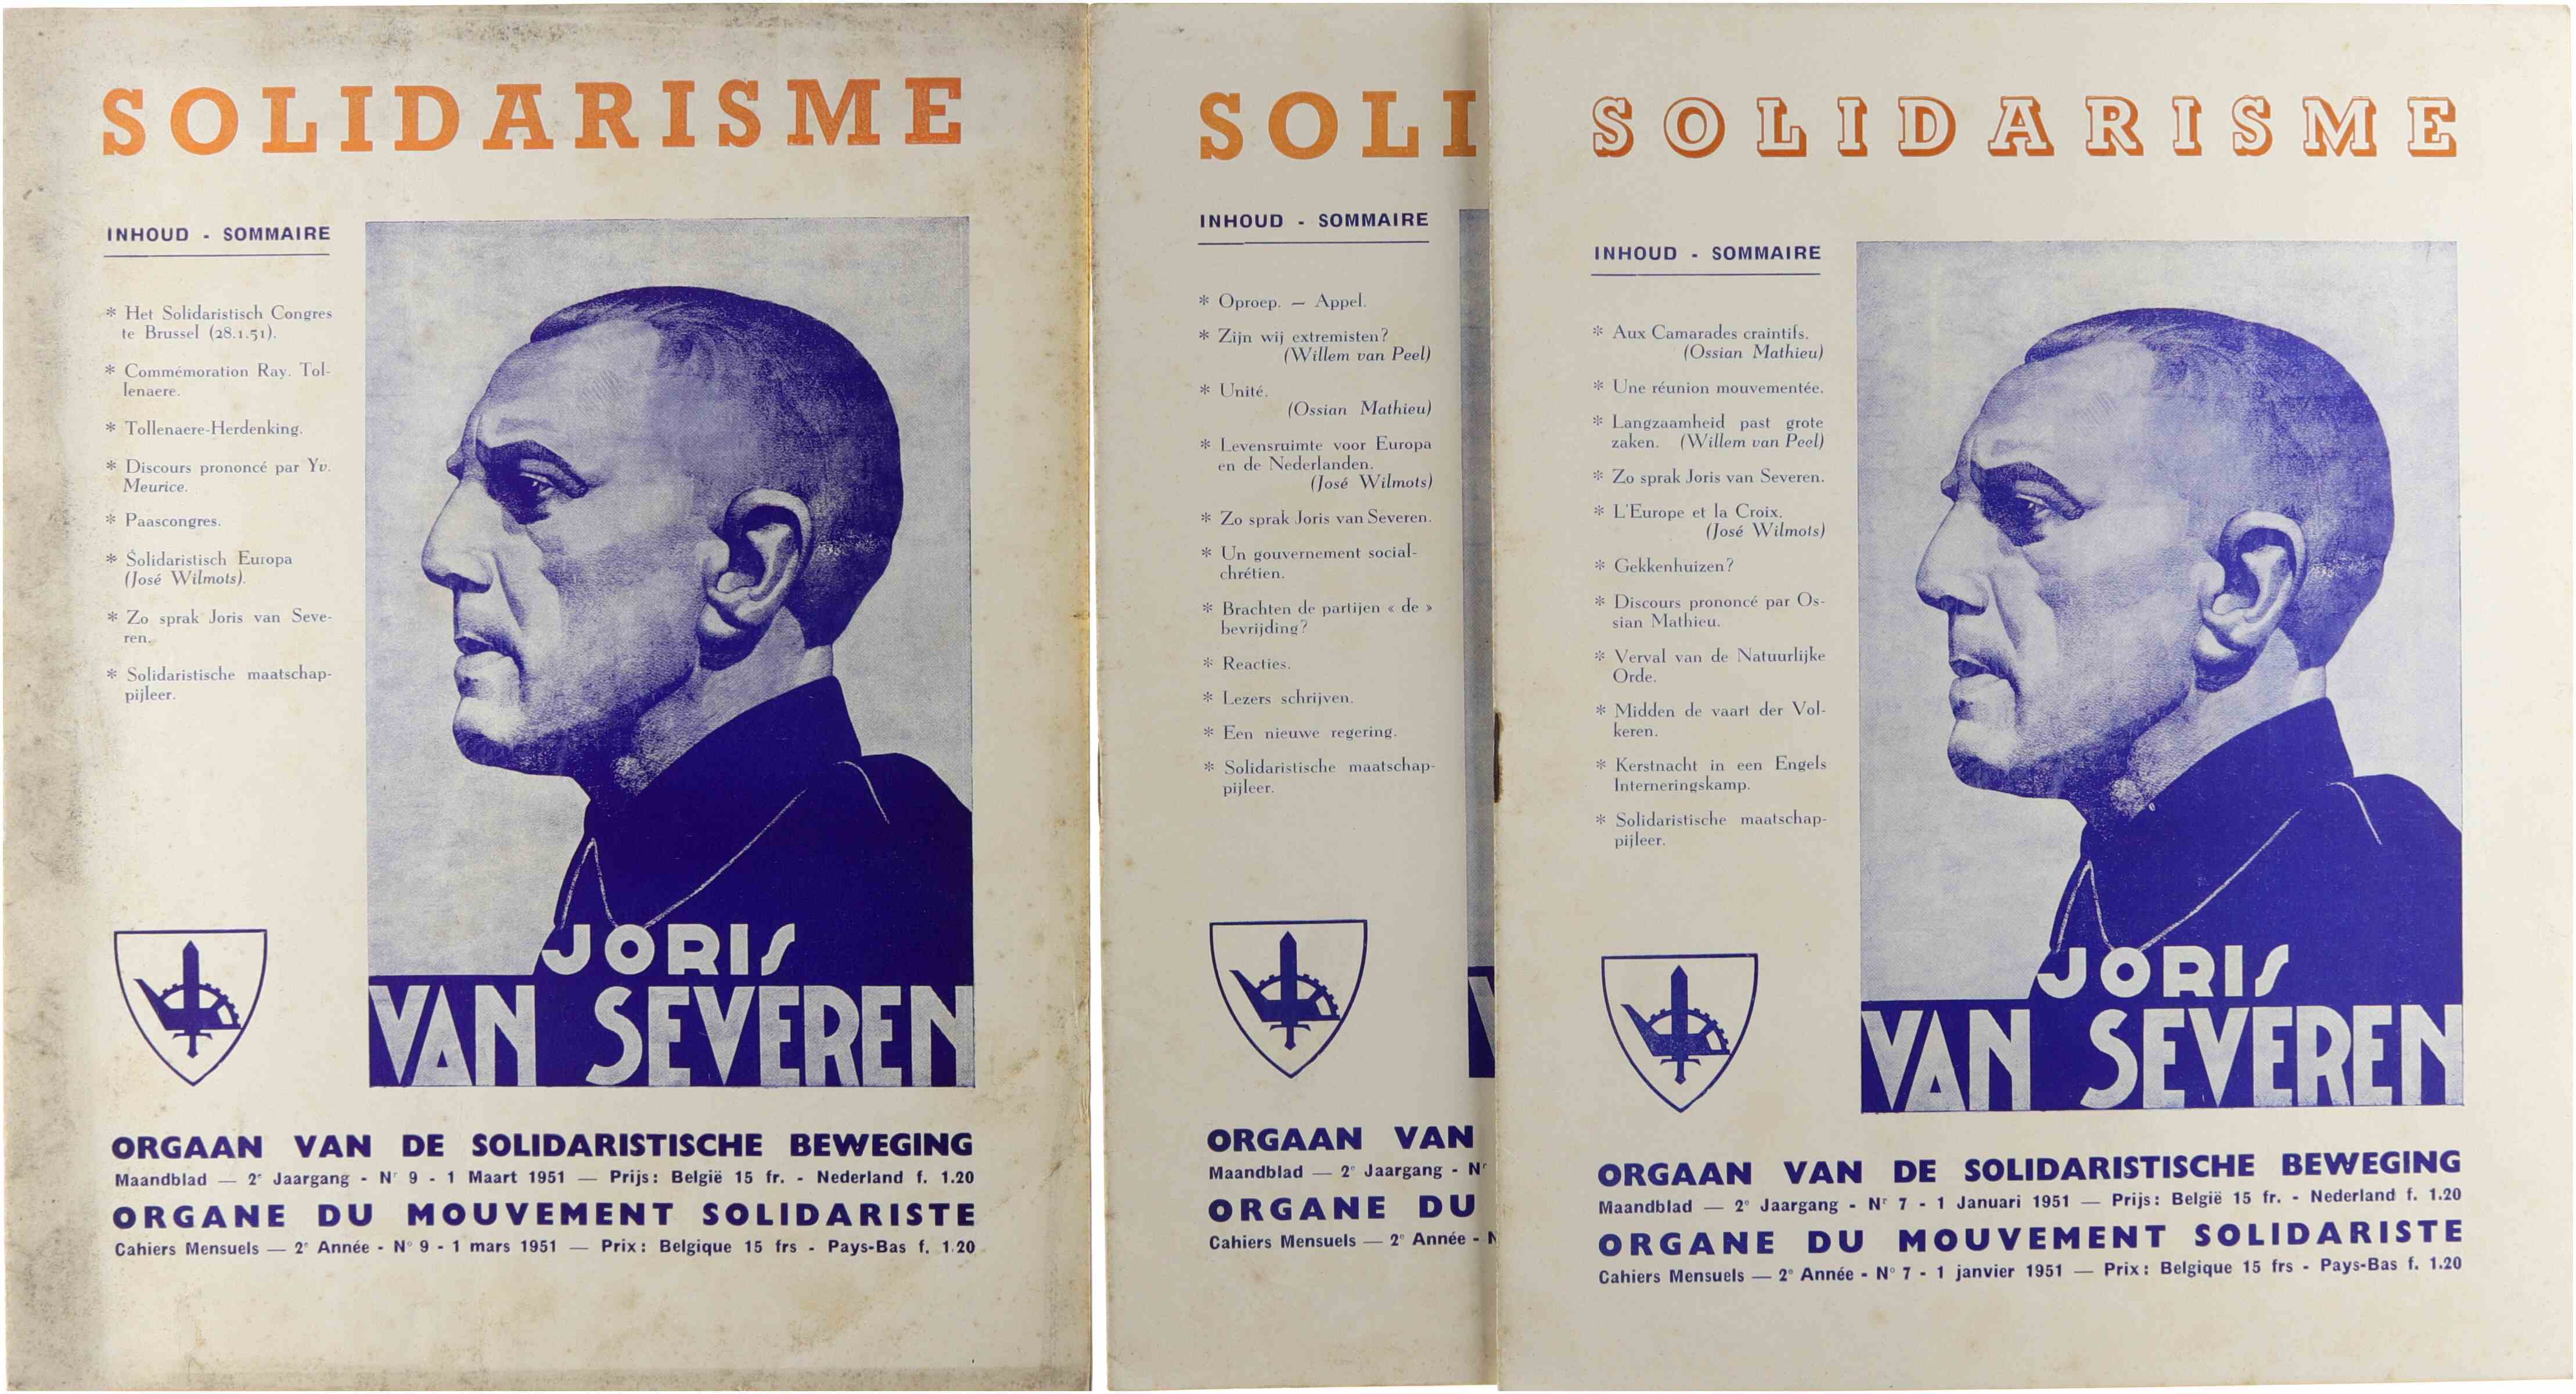 SOLIDARISME
INHOUD - SOMMAIRE
* Het Solidaristisch Congres
te Brussel (28.1.51).
* Commémoration Ray. Tol-
lenaere.
* Tollenaere-Herdenking.
* Discours prononcé par Yv.
Meurice.
* Paascongres.
* Solidaristisch Europa
(José Wilmots).
* Zo sprak Joris van Seve-
ren.
* Solidaristische maatschap-
pijleer.
JORIS
VAN SEVEREN
ORGAAN VAN DE SOLIDARISTISCHE BEWEGING
Maandblad — 2e Jaargang - Nr 9 - 1 Maart 1951 — Prijs: België 15 fr. - Nederland f. 1.20
ORGANE DU MOUVEMENT SOLIDARISTE
Cahiers Mensuels — 2e Année - N° 9 - 1 mars 1951 — Prix: Belgique 15 frs - Pays-Bas f. 1.20
SOLI
INHOUD - SOMMAIRE
* Oproep. — Appel.
* Zijn wij extremisten?
(Willem van Peel)
* Unité.
(Ossian Mathieu)
* Levensruimte voor Europa
en de Nederlanden.
(José Wilmots)
* Zo sprak Joris van Severen.
* Un gouvernement social-
chrétien.
* Brachten de partijen « de »
bevrijding?
* Reacties.
* Lezers schrijven.
* Een nieuwe regering.
* Solidaristische maatschap-
pijleer.
V
ORGAAN VAN
Maandblad — 2e Jaargang - Nr
ORGANE DU
Cahiers Mensuels — 2e Année - N
SOLIDARISME
INHOUD - SOMMAIRE
* Aux Camarades craintifs.
(Ossian Mathieu)
* Une réunion mouvementée.
* Langzaamheid past grote
zaken. (Willem van Peel)
* Zo sprak Joris van Severen.
* L'Europe et la Croix.
(José Wilmots)
* Gekkenhuizen?
* Discours prononcé par Os-
sian Mathieu.
* Verval van de Natuurlijke
Orde.
* Midden de vaart der Vol-
keren.
* Kerstnacht in een Engels
Interneringskamp.
* Solidaristische maatschap-
pijleer.
JORIS
VAN SEVEREN
ORGAAN VAN DE SOLIDARISTISCHE BEWEGING
Maandblad — 2e Jaargang - Nr 7 - 1 Januari 1951 — Prijs: België 15 fr. - Nederland f. 1.20
ORGANE DU MOUVEMENT SOLIDARISTE
Cahiers Mensuels — 2e Année - N° 7 - 1 janvier 1951 — Prix: Belgique 15 frs - Pays-Bas f. 1.20